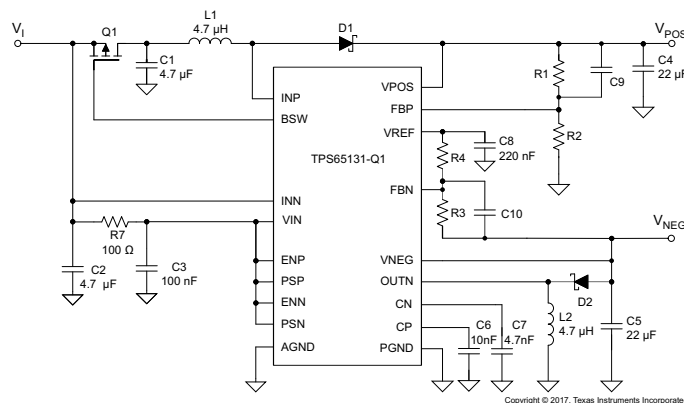 V_I
Q1
L1
4.7 µH
D1
V_POS
C1
4.7 µF
R1
C9
C4
22 µF
INP
BSW
VPOS
FBP
R2
VREF
C8
220 nF
TPS65131-Q1
R4
INN
FBN
VIN
R3
C10
R7
100 Ω
V_NEG
C2
4.7 µF
C3
100 nF
ENP
PSP
ENN
PSN
AGND
VNEG
OUTN
CN
CP
PGND
D2
C6
10nF
C7
4.7nF
L2
4.7 µH
C5
22 µF
Copyright © 2017, Texas Instruments Incorporated